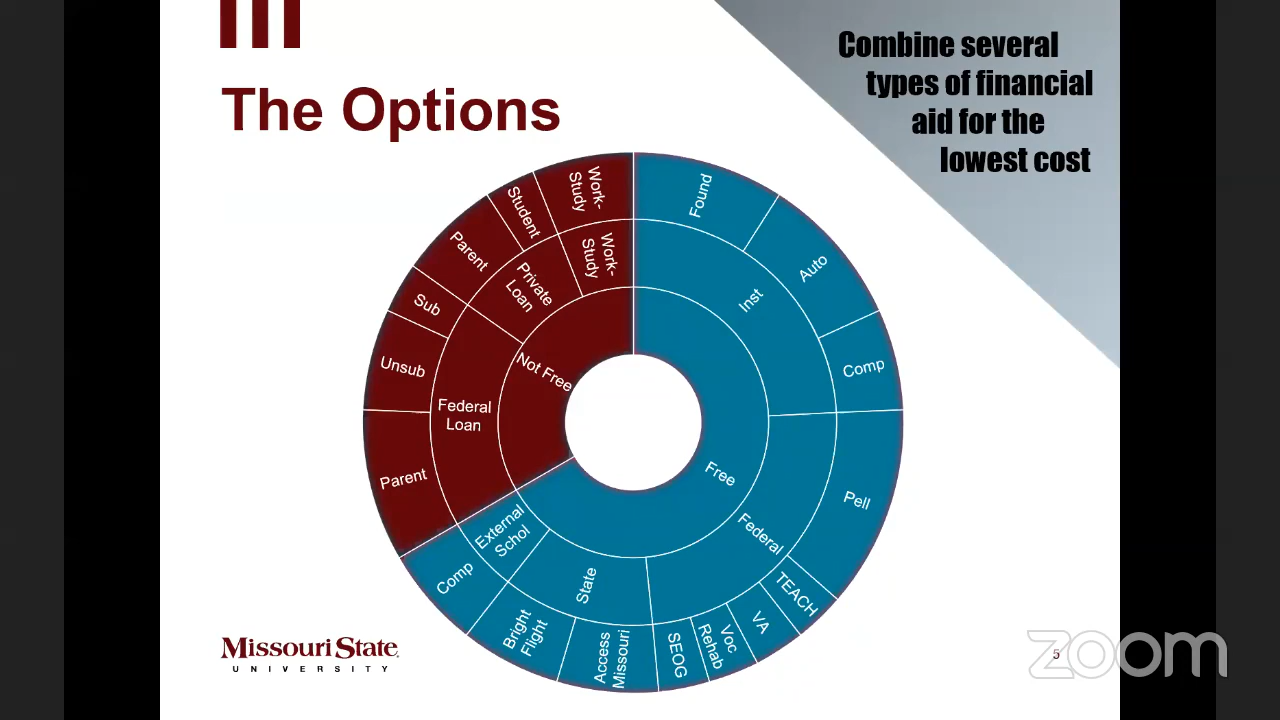 Combine several
types of financial
aid for the
lowest cost
The Options
Found
Auto
Comp
Pell
TEACH
VA
Voc
Rehab
SEOG
Access
Missouri
Bright
Flight
Comp
Parent
Unsub
Sub
Parent
Student
Work-
Study
Inst
Federal
State
External
Schol
Federal
Loan
Private
Loan
Work-
Study
Free
Not Free
Missouri State.
UNIVERSITY
5
zoom